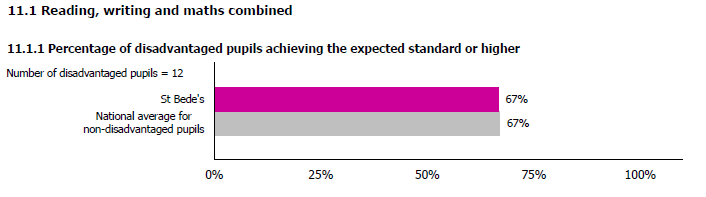 11.1 Reading, writing and maths combined
11.1.1 Percentage of disadvantaged pupils achieving the expected standard or higher
Number of disadvantaged pupils = 12
St Bede's
67%
National average for
non-disadvantaged pupils
67%
0%
25%
50%
75%
100%